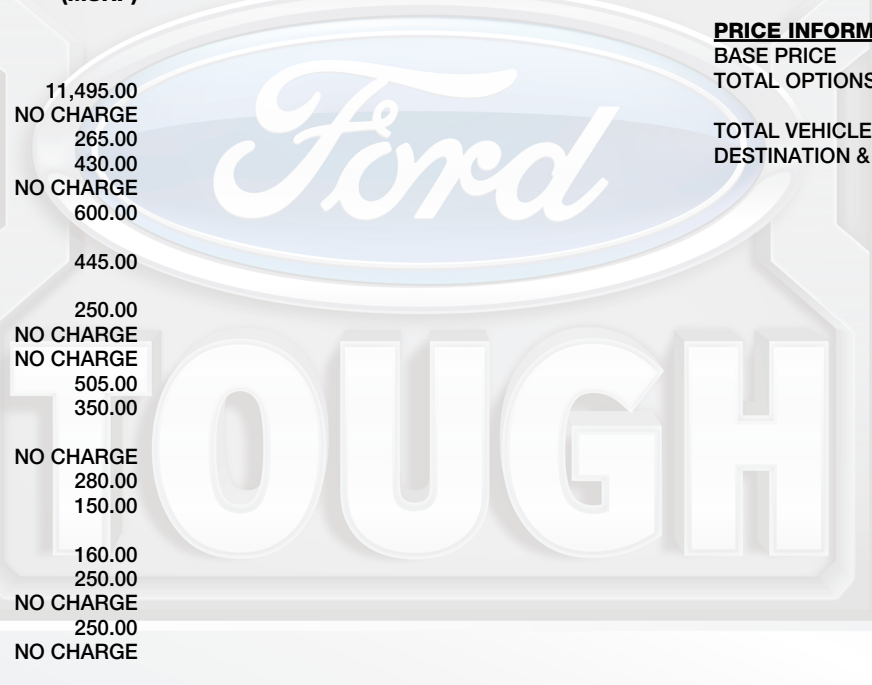 11,495.00
NO CHARGE
265.00
430.00
NO CHARGE
600.00
445.00
250.00
NO CHARGE
NO CHARGE
505.00
350.00
NO CHARGE
280.00
150.00
160.00
250.00
NO CHARGE
250.00
NO CHARGE
PRICE INFORM
BASE PRICE
TOTAL OPTIONS
TOTAL VEHICLE
DESTINATION &
Ford
TOUGH